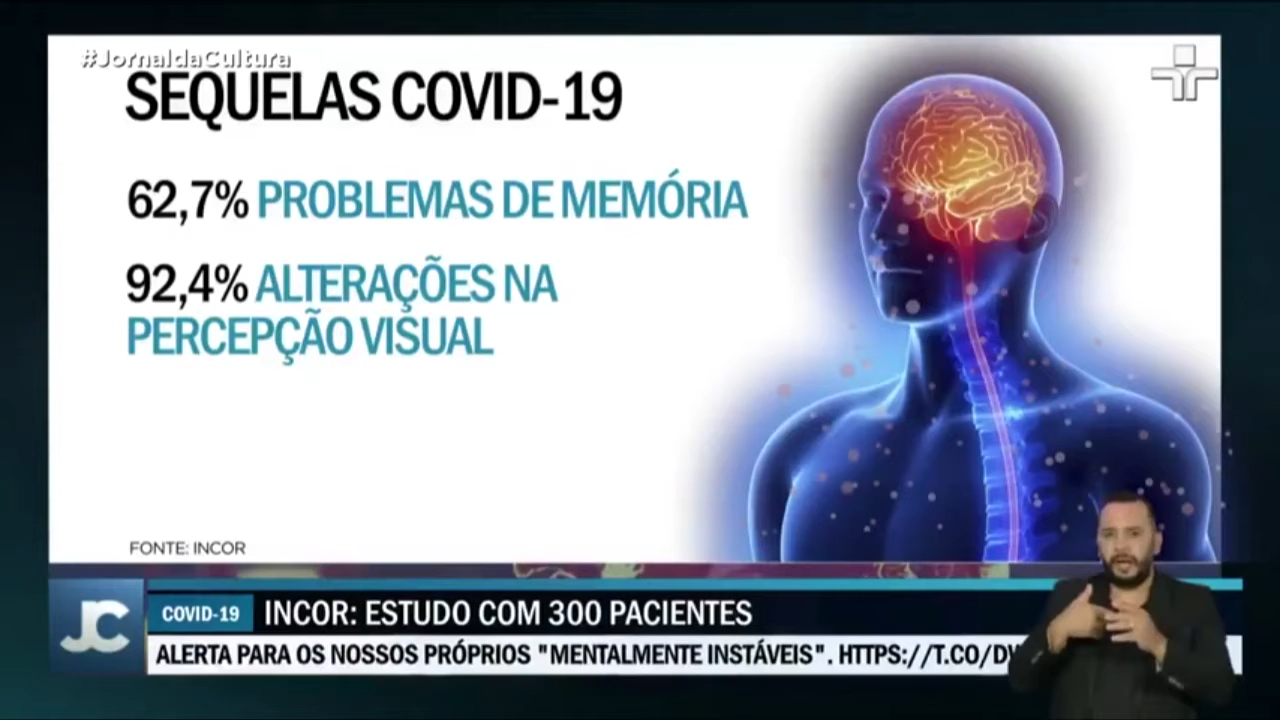 #JornaldaCultura
SEQUELAS COVID-19
62,7% PROBLEMAS DE MEMÓRIA
92,4% ALTERAÇÕES NA
PERCEPÇÃO VISUAL
FONTE: INCOR
JC
COVID-19
INCOR: ESTUDO COM 300 PACIENTES
ALERTA PARA OS NOSSOS PRÓPRIOS "MENTALMENTE INSTÁVEIS". HTTPS://T.CO/